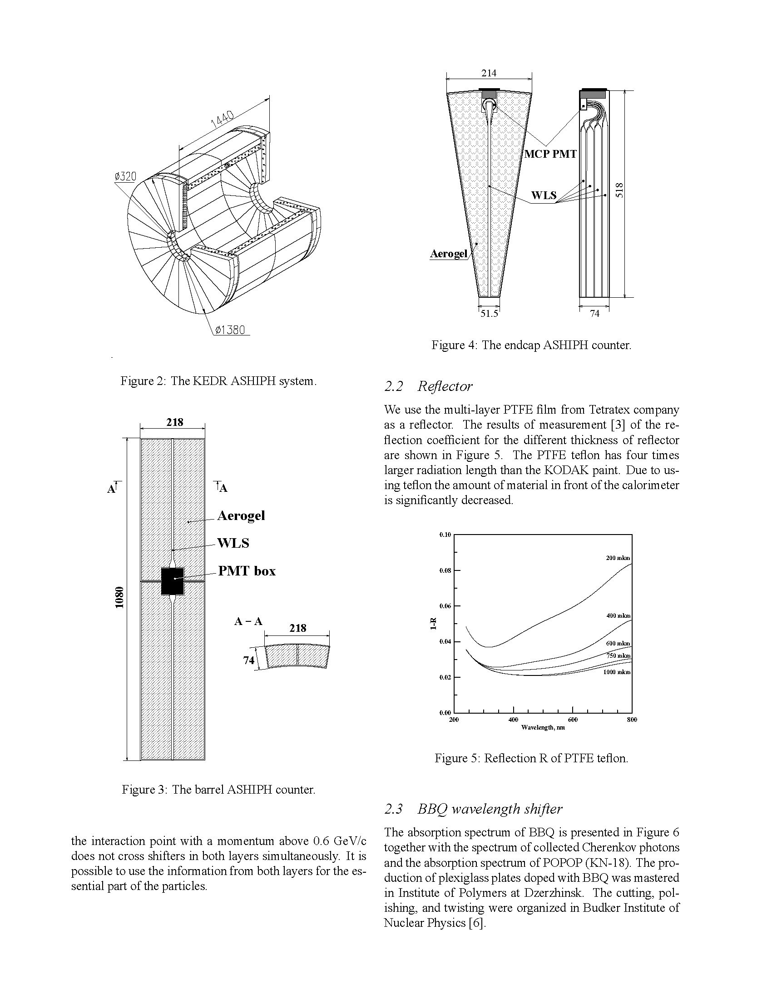 1440
ø320
ø1380
Figure 2: The KEDR ASHIPH system.
218
A
A
Aerogel
WLS
PMT box
1080
A – A
218
74
Figure 3: The barrel ASHIPH counter.
the interaction point with a momentum above 0.6 GeV/c
does not cross shifters in both layers simultaneously. It is
possible to use the information from both layers for the es-
sential part of the particles.
214
MCP PMT
WLS
518
Aerogel
51.5
74
Figure 4: The endcap ASHIPH counter.
2.2 Reflector
We use the multi-layer PTFE film from Tetratex company
as a reflector. The results of measurement [3] of the re-
flection coefficient for the different thickness of reflector
are shown in Figure 5. The PTFE teflon has four times
larger radiation length than the KODAK paint. Due to us-
ing teflon the amount of material in front of the calorimeter
is significantly decreased.
0.10
200 mkm
0.08
0.06
400 mkm
1-R
0.04
600 mkm
750 mkm
1000 mkm
0.02
0.00
200 400 600 800
Wavelength, nm
Figure 5: Reflection R of PTFE teflon.
2.3 BBQ wavelength shifter
The absorption spectrum of BBQ is presented in Figure 6
together with the spectrum of collected Cherenkov photons
and the absorption spectrum of POPOP (KN-18). The pro-
duction of plexiglass plates doped with BBQ was mastered
in Institute of Polymers at Dzerzhinsk. The cutting, pol-
ishing, and twisting were organized in Budker Institute of
Nuclear Physics [6].